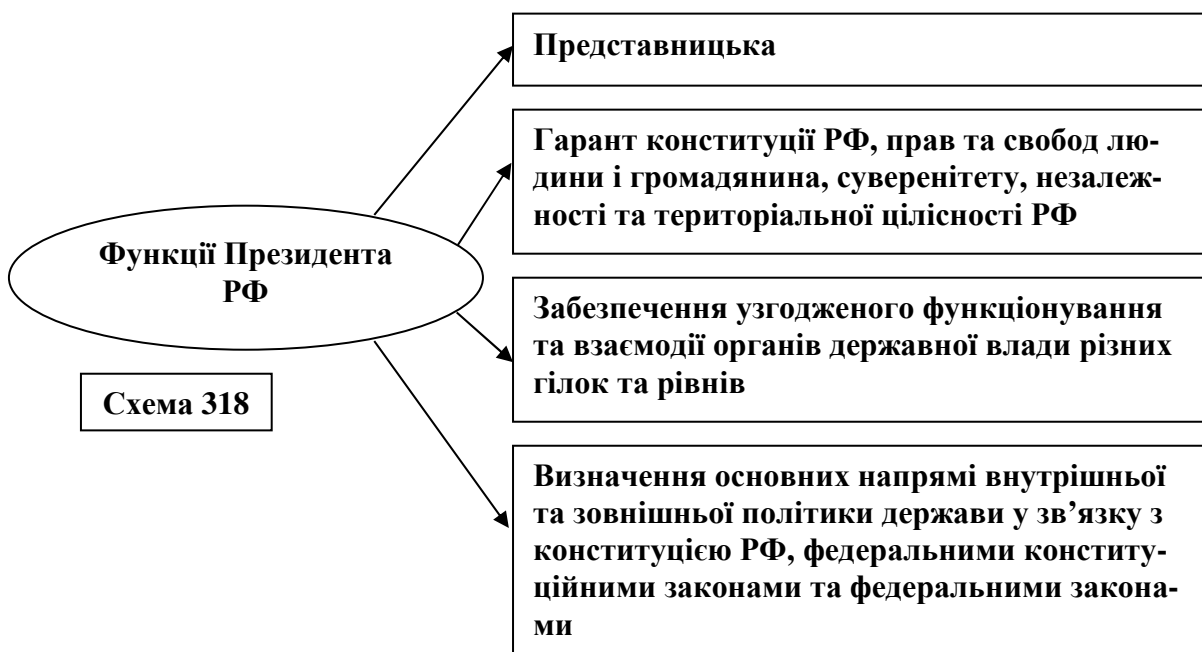 Представницька
Гарант конституції РФ, прав та свобод лю-
дини і громадянина, суверенітету, незалеж-
ності та територіальної цілісності РФ
Функції Президента
РФ
Забезпечення узгодженого функціонування
та взаємодії органів державної влади різних
гілок та рівнів
Схема 318
Визначення основних напрямі внутрішньої
та зовнішньої політики держави у зв’язку з
конституцією РФ, федеральними конститу-
ційними законами та федеральними закона-
ми